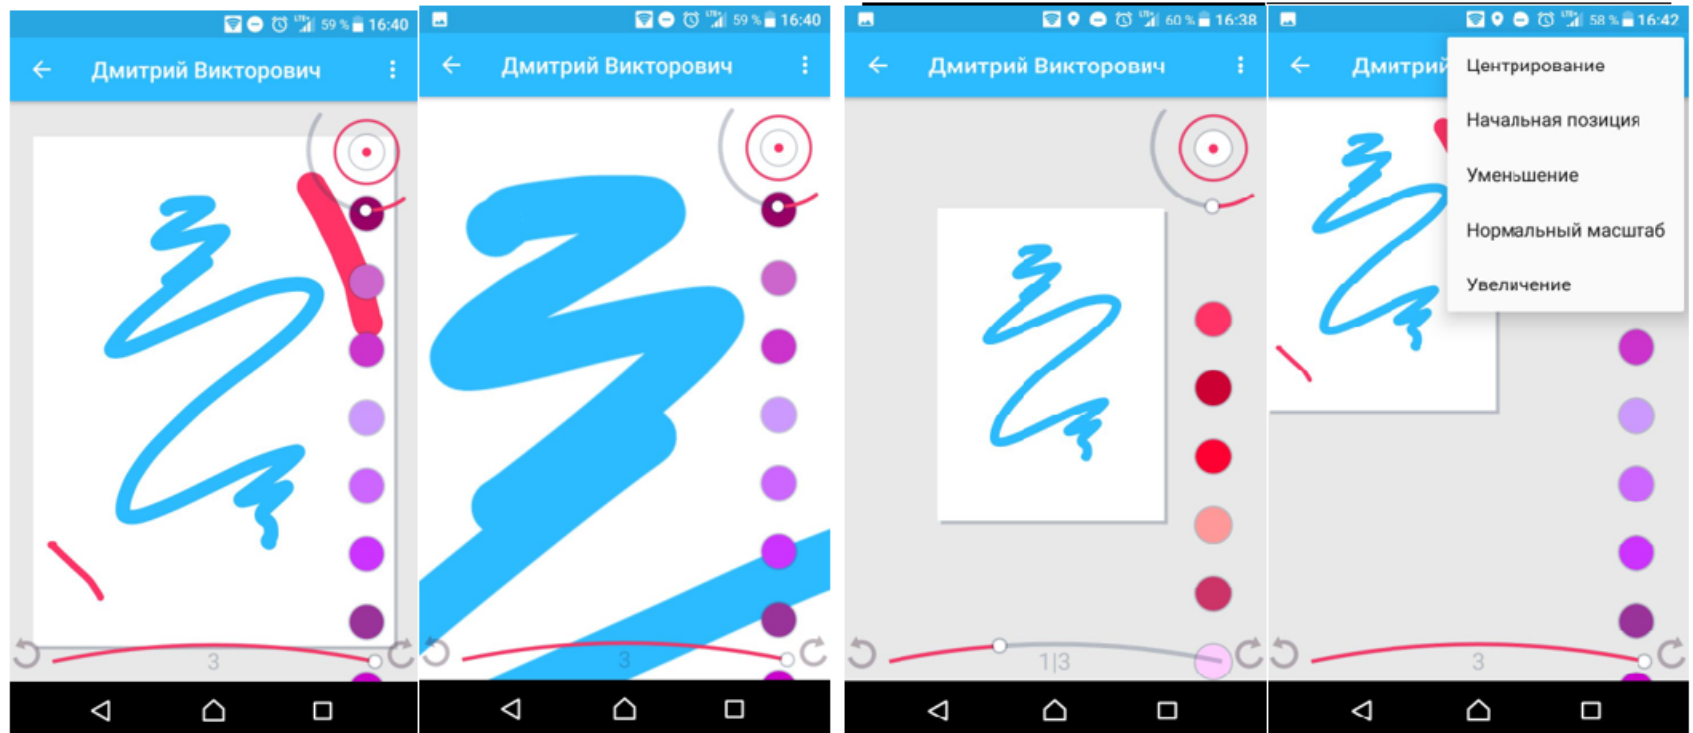 59 % 16:40
Дмитрий Викторович
3
59 % 16:40
Дмитрий Викторович
3
60 % 16:38
Дмитрий Викторович
1|3
58 % 16:42
Дмитрий
Центрирование
Начальная позиция
Уменьшение
Нормальный масштаб
Увеличение
3